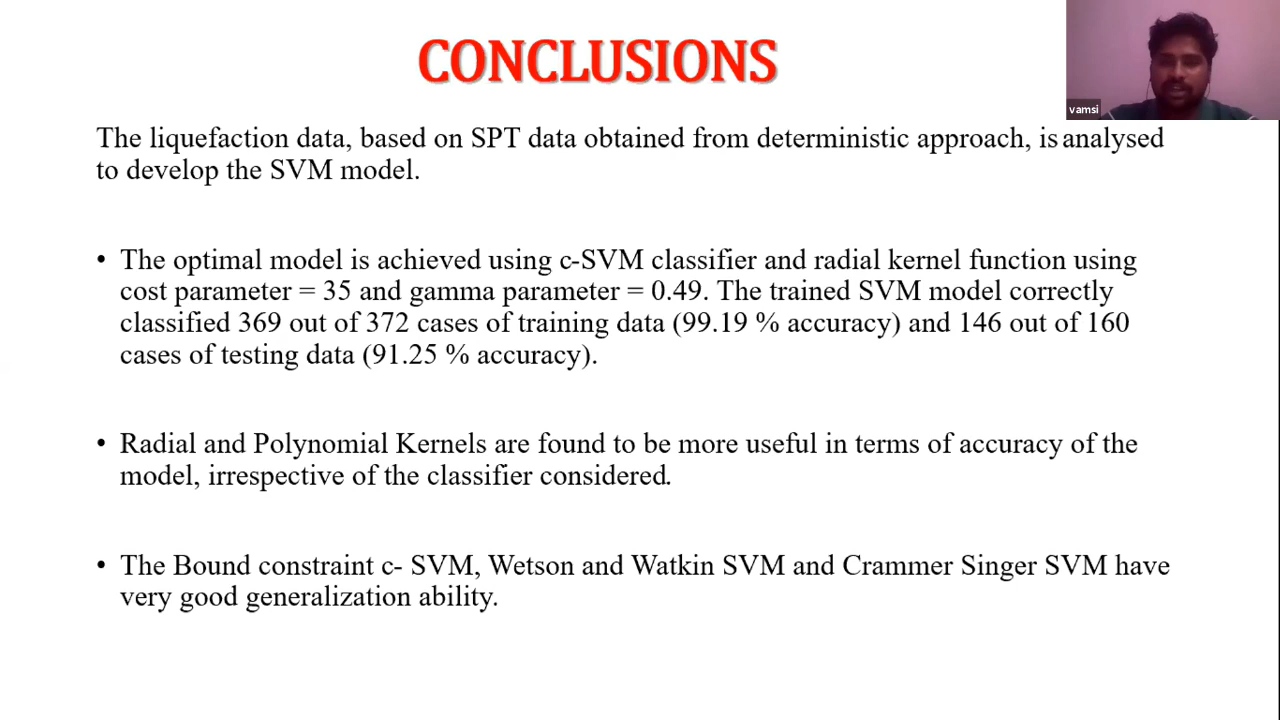 CONCLUSIONS
vamsi
The liquefaction data, based on SPT data obtained from deterministic approach, is analysed
to develop the SVM model.
• The optimal model is achieved using c-SVM classifier and radial kernel function using
cost parameter = 35 and gamma parameter = 0.49. The trained SVM model correctly
classified 369 out of 372 cases of training data (99.19 % accuracy) and 146 out of 160
cases of testing data (91.25 % accuracy).
• Radial and Polynomial Kernels are found to be more useful in terms of accuracy of the
model, irrespective of the classifier considered.
• The Bound constraint c- SVM, Wetson and Watkin SVM and Crammer Singer SVM have
very good generalization ability.